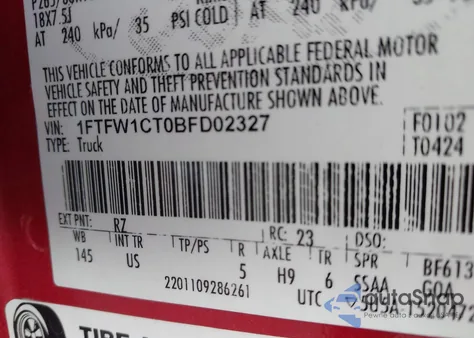 18X7.5J
AT 240 kPa/ 35 PSI COLD AT 240 kPa/ 35
THIS VEHICLE CONFORMS TO ALL APPLICABLE FEDERAL MOTOR
VEHICLE SAFETY AND THEFT PREVENTION STANDARDS IN
EFFECT ON THE DATE OF MANUFACTURE SHOWN ABOVE.
VIN: 1FTFW1CT0BFD02327 F0102
TYPE: Truck T0424
EXT PNT: RZ RC: 23 DSO:
WB INT TR TP/PS R AXLE TR SPR BF613
145 US 5 H9 6 SSAA GOA
2201109286261 UTC
AutoSnap
TIRE